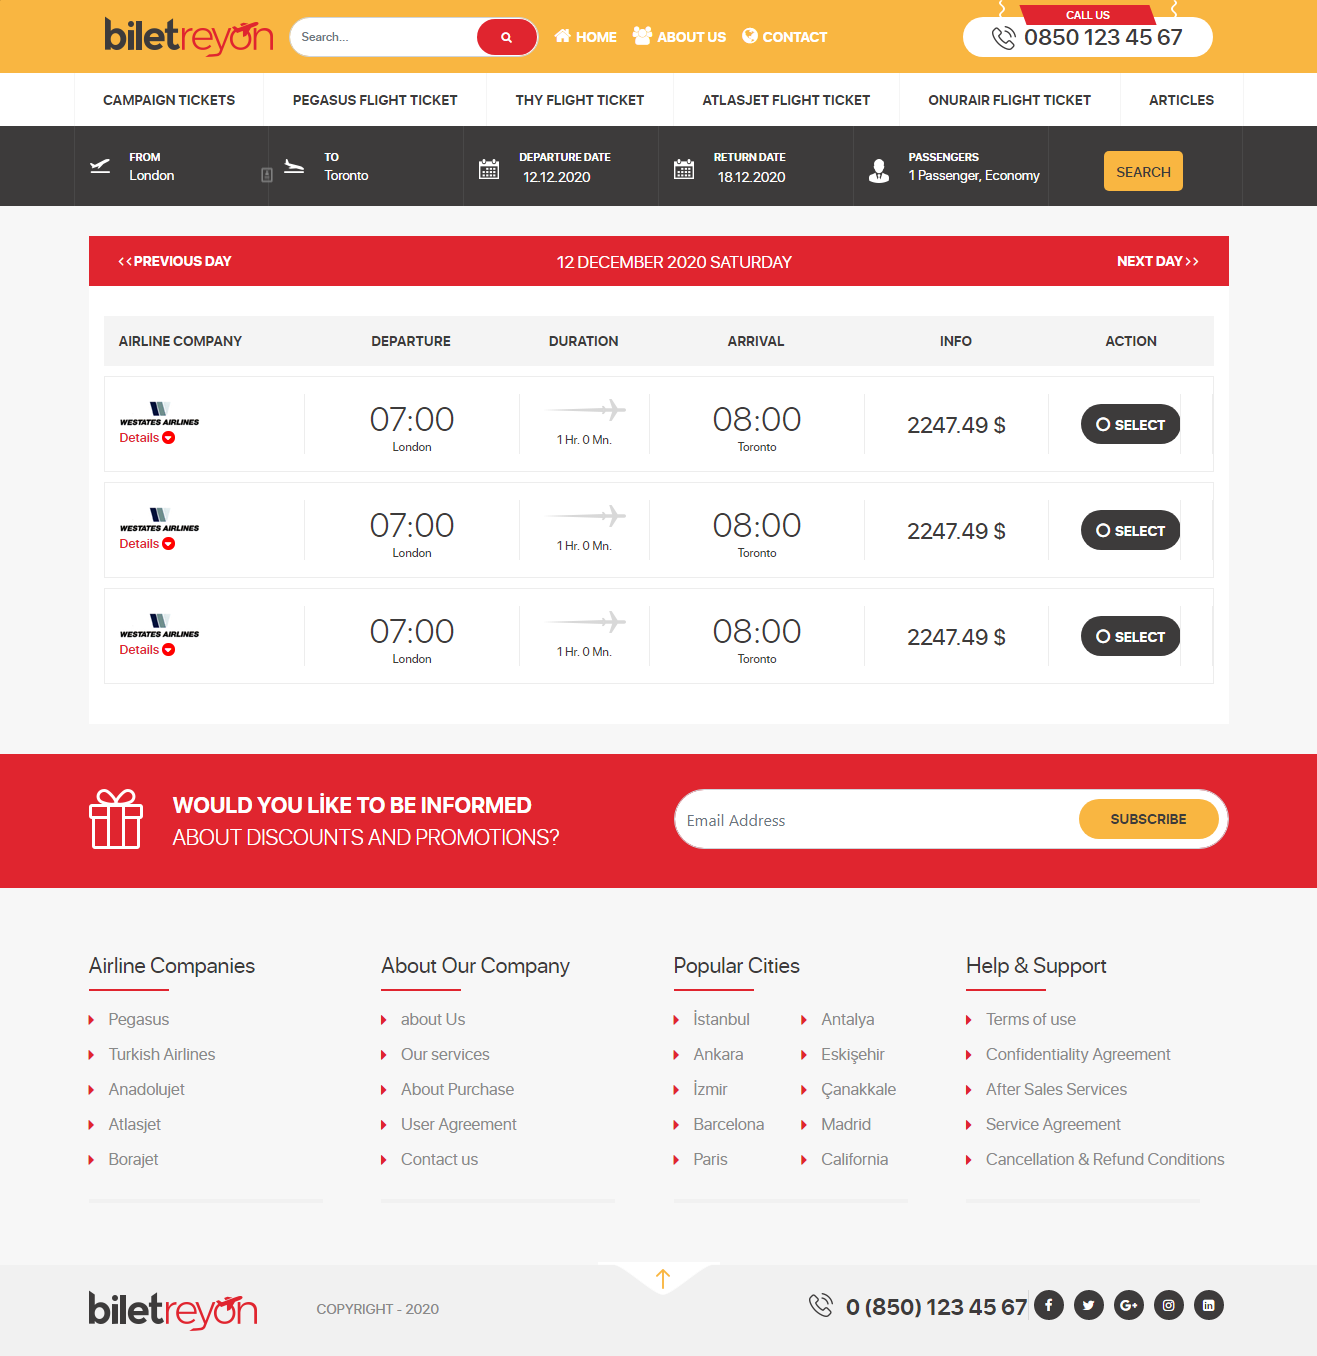 biletreyon
Search...
HOME
ABOUT US
CONTACT
CALL US
0850 123 45 67
CAMPAIGN TICKETS
PEGASUS FLIGHT TICKET
THY FLIGHT TICKET
ATLASJET FLIGHT TICKET
ONURAIR FLIGHT TICKET
ARTICLES
FROM
London
TO
Toronto
DEPARTURE DATE
12.12.2020
RETURN DATE
18.12.2020
PASSENGERS
1 Passenger, Economy
SEARCH
<<PREVIOUS DAY
12 DECEMBER 2020 SATURDAY
NEXT DAY>>
AIRLINE COMPANY DEPARTURE DURATION ARRIVAL INFO ACTION
WESTATES AIRLINES
Details
07:00
London
1 Hr. 0 Mn.
08:00
Toronto
2247.49 $
SELECT
WESTATES AIRLINES
Details
07:00
London
1 Hr. 0 Mn.
08:00
Toronto
2247.49 $
SELECT
WESTATES AIRLINES
Details
07:00
London
1 Hr. 0 Mn.
08:00
Toronto
2247.49 $
SELECT
WOULD YOU LİKE TO BE INFORMED
ABOUT DISCOUNTS AND PROMOTIONS?
Email Address
SUBSCRIBE
Airline Companies
Pegasus
Turkish Airlines
Anadolujet
Atlasjet
Borajet
About Our Company
about Us
Our services
About Purchase
User Agreement
Contact us
Popular Cities
İstanbul
Ankara
İzmir
Barcelona
Paris
Antalya
Eskişehir
Çanakkale
Madrid
California
Help & Support
Terms of use
Confidentiality Agreement
After Sales Services
Service Agreement
Cancellation & Refund Conditions
biletreyon
COPYRIGHT - 2020
0 (850) 123 45 67